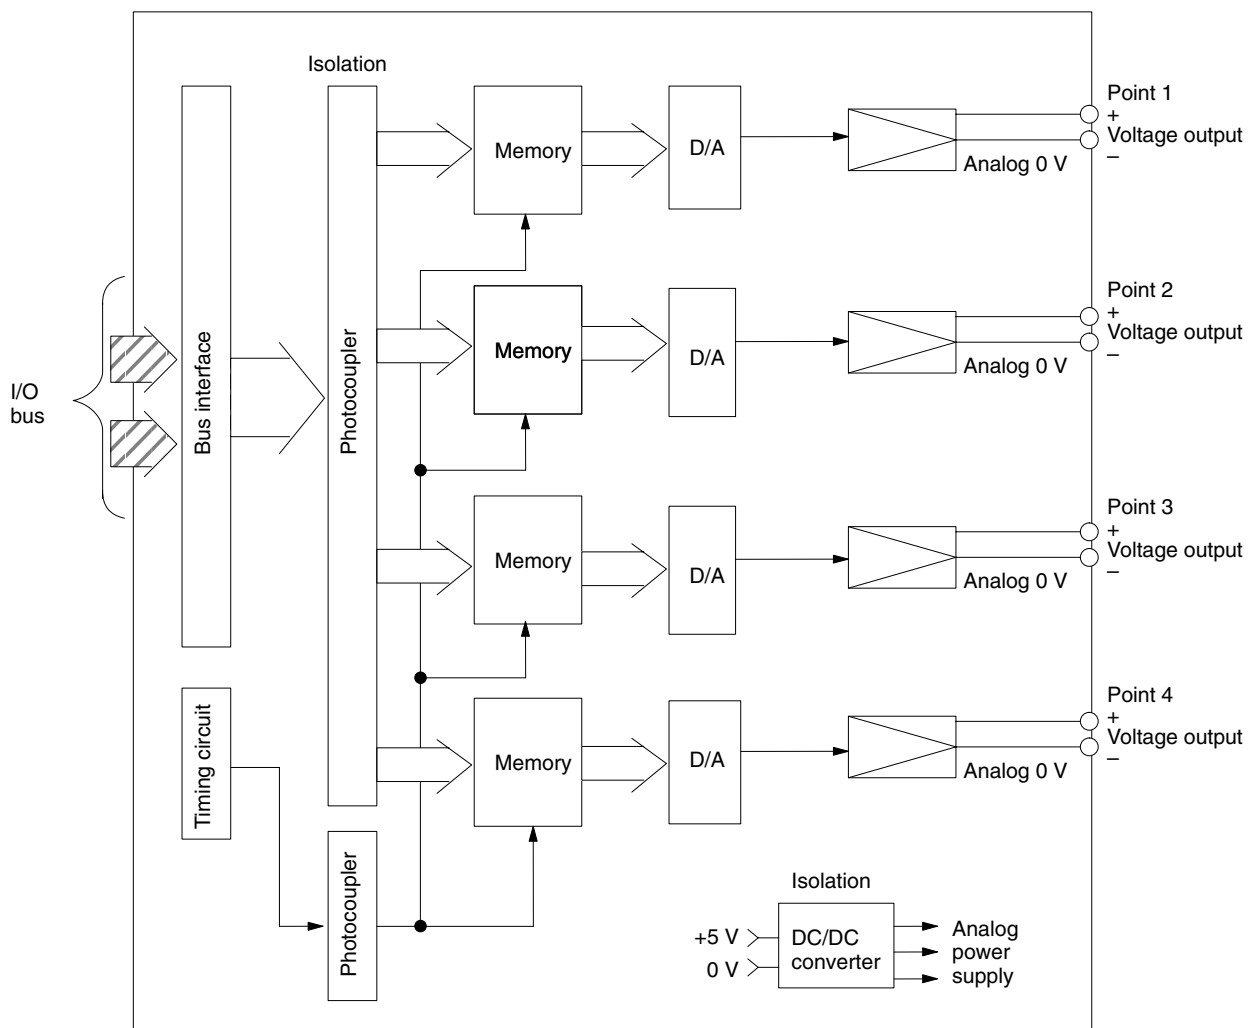 Isolation
I/O
bus
Bus interface
Photocoupler
Memory
D/A
Analog 0 V
Point 1
+
Voltage output
–
Memory
D/A
Analog 0 V
Point 2
+
Voltage output
–
Memory
D/A
Analog 0 V
Point 3
+
Voltage output
–
Memory
D/A
Analog 0 V
Point 4
+
Voltage output
–
Timing circuit
Photocoupler
Isolation
+5 V
0 V
DC/DC
converter
Analog
power
supply